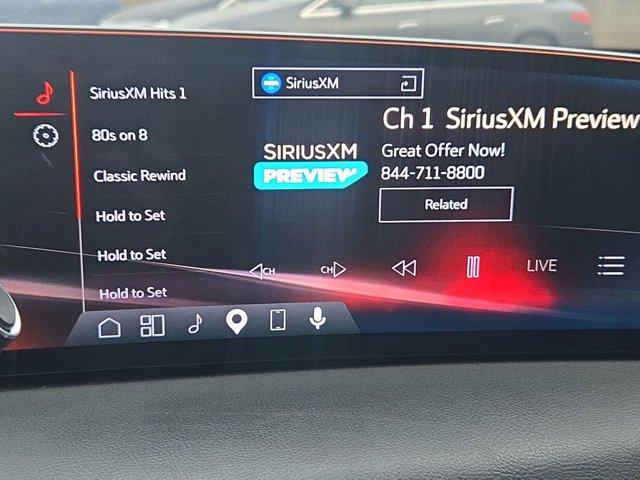 SiriusXM Hits 1
80s on 8
Classic Rewind
Hold to Set
Hold to Set
Hold to Set
SiriusXM
SIRIUSXM
PREVIEW
Ch 1 SiriusXM Preview
Great Offer Now!
844-711-8800
Related
CH
CH
LIVE